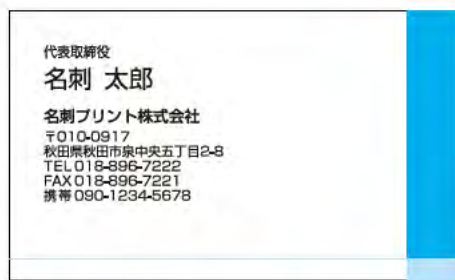 代表取締役
名刺 太郎
名刺プリント株式会社
〒010-0917
秋田県秋田市泉中央五丁目2-8
TEL 018-896-7222
FAX 018-896-7221
携帯 090-1234-5678